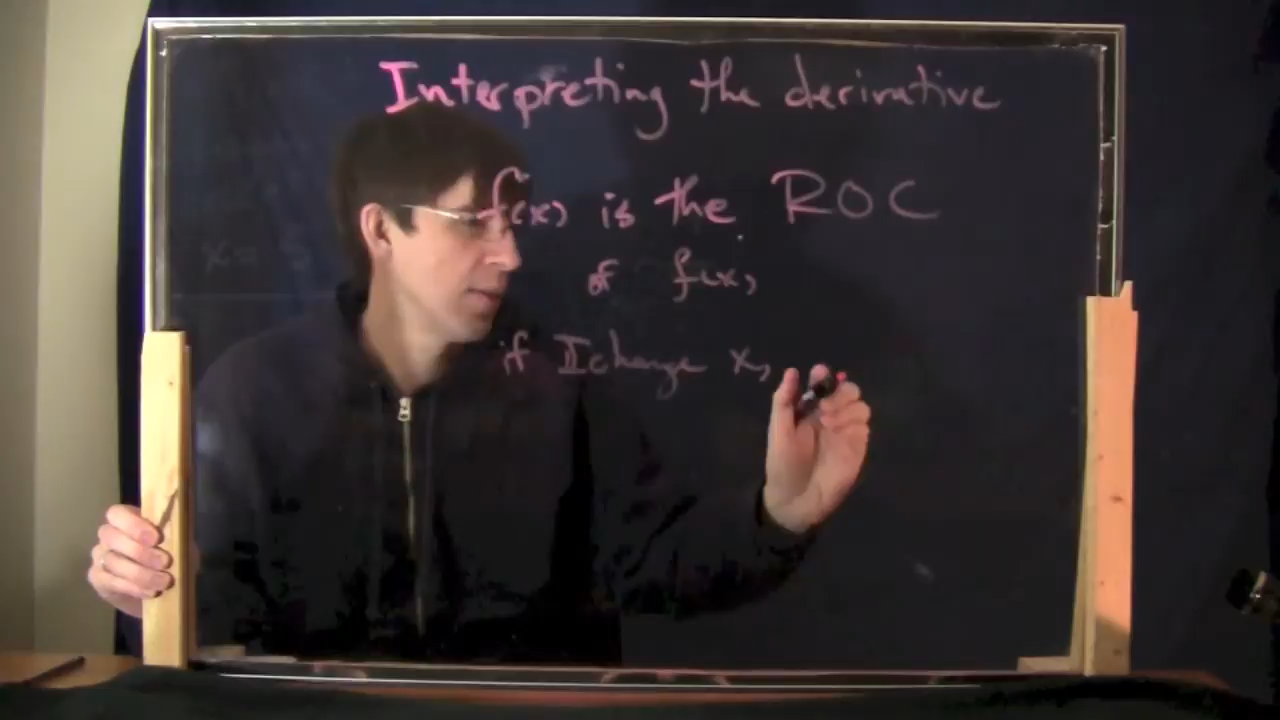 Interpreting the derivative
f(x) is the ROC
of f(x)
if I change x,
x=